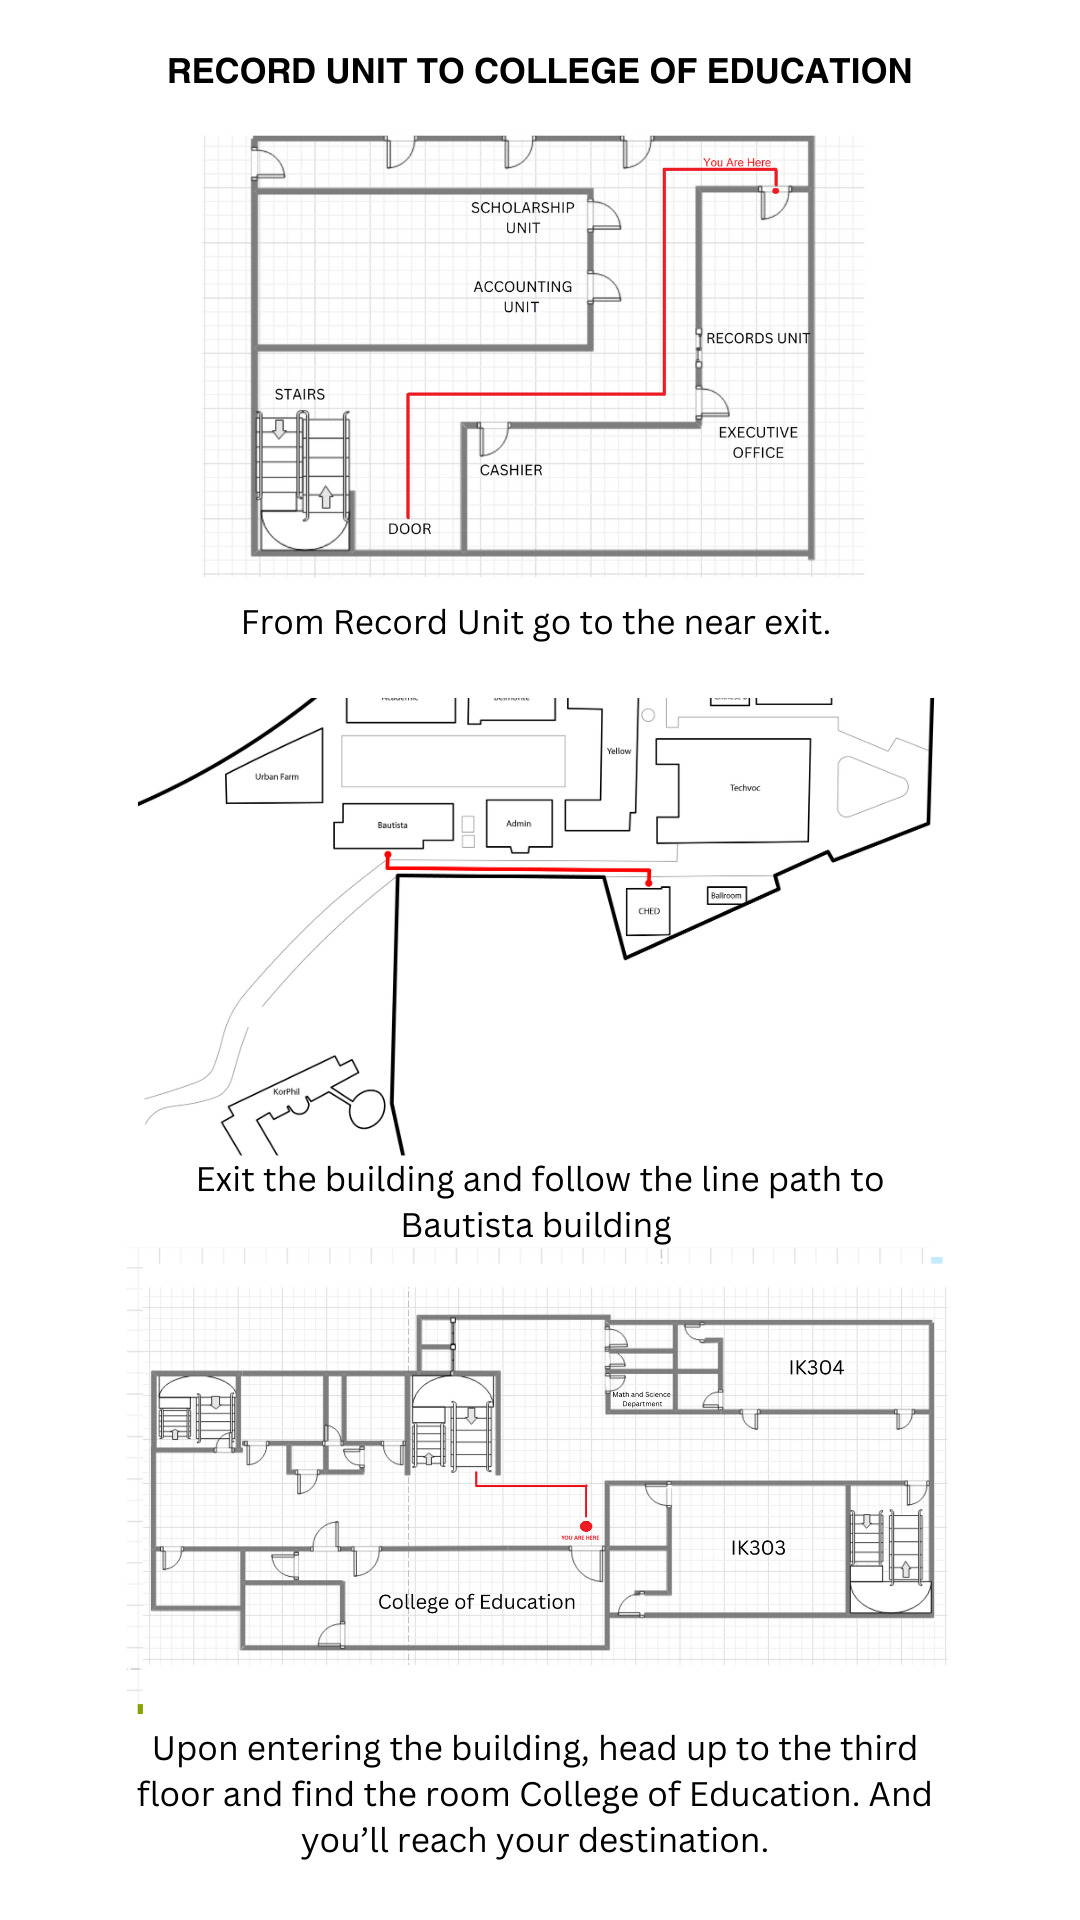 RECORD UNIT TO COLLEGE OF EDUCATION
You Are Here
SCHOLARSHIP
UNIT
ACCOUNTING
UNIT
RECORDS UNIT
STAIRS
EXECUTIVE
OFFICE
CASHIER
DOOR
From Record Unit go to the near exit.
Yellow
Urban Farm
Techvoc
Bautista
Admin
Ballroom
CHED
KorPhil
Exit the building and follow the line path to
Bautista building
IK304
Math and Science
Department
YOU ARE HERE
IK303
College of Education
Upon entering the building, head up to the third
floor and find the room College of Education. And
you’ll reach your destination.